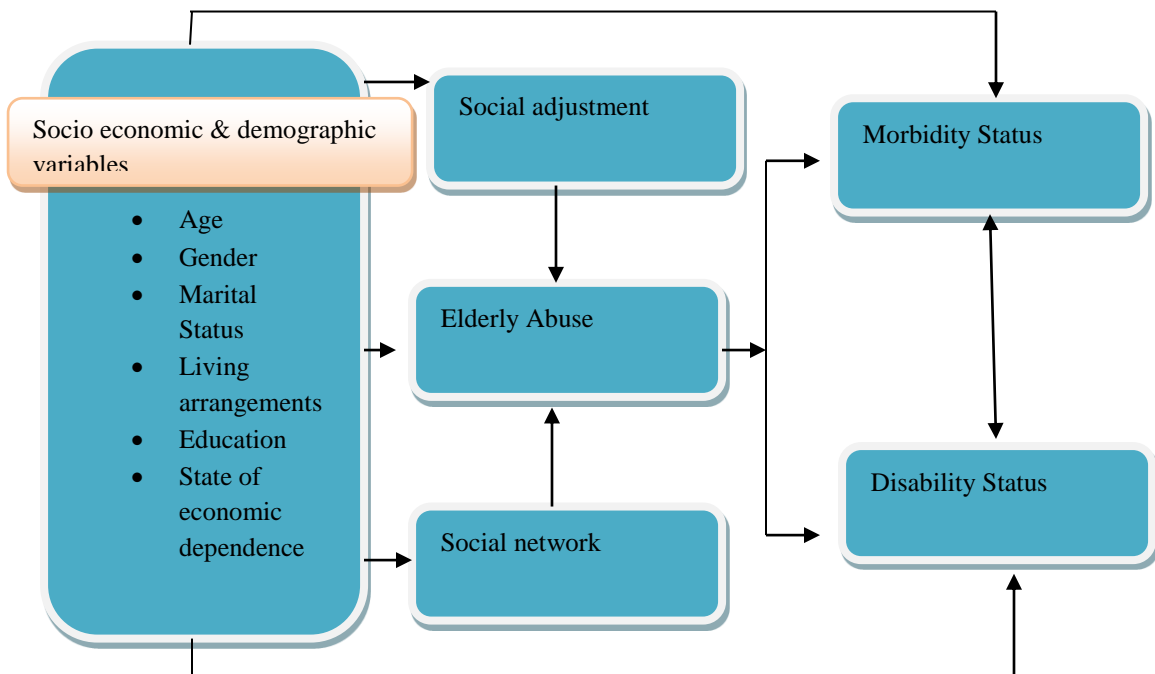 Socio economic & demographic
variables
• Age
• Gender
• Marital
Status
• Living
arrangements
• Education
• State of
economic
dependence
Social adjustment
Elderly Abuse
Social network
Morbidity Status
Disability Status